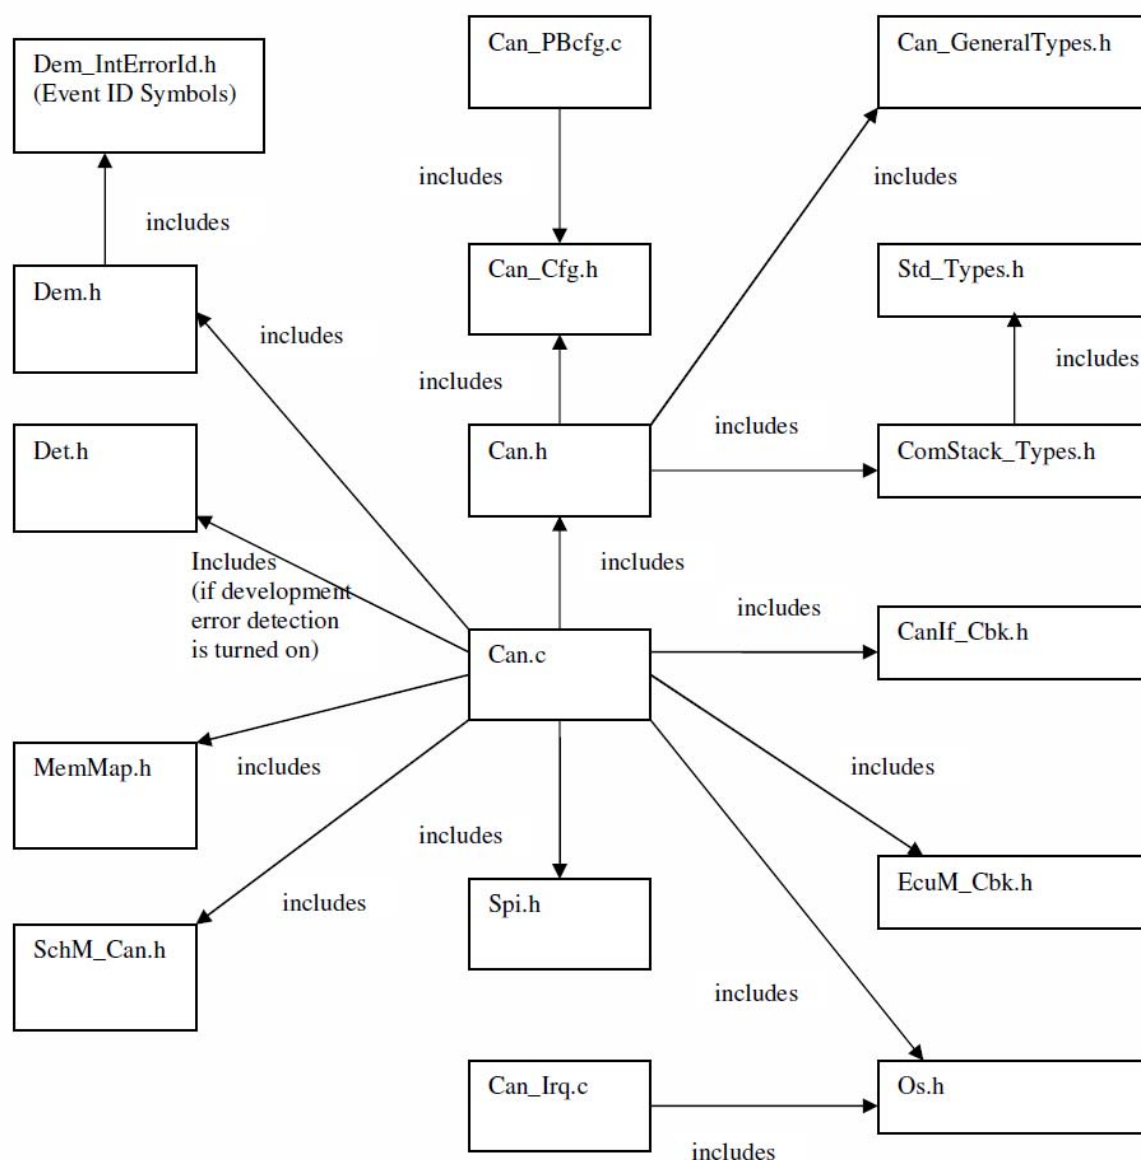 Can_PBcfg.c
Can_GeneralTypes.h
Dem_IntErrorId.h
(Event ID Symbols)
includes
includes
includes
Can_Cfg.h
Std_Types.h
Dem.h
includes
includes
includes
Det.h
Can.h
includes
ComStack_Types.h
Includes
(if development
error detection
is turned on)
includes
includes
CanIf_Cbk.h
Can.c
MemMap.h
includes
includes
includes
EcuM_Cbk.h
Spi.h
includes
SchM_Can.h
includes
Can_Irq.c
Os.h
includes